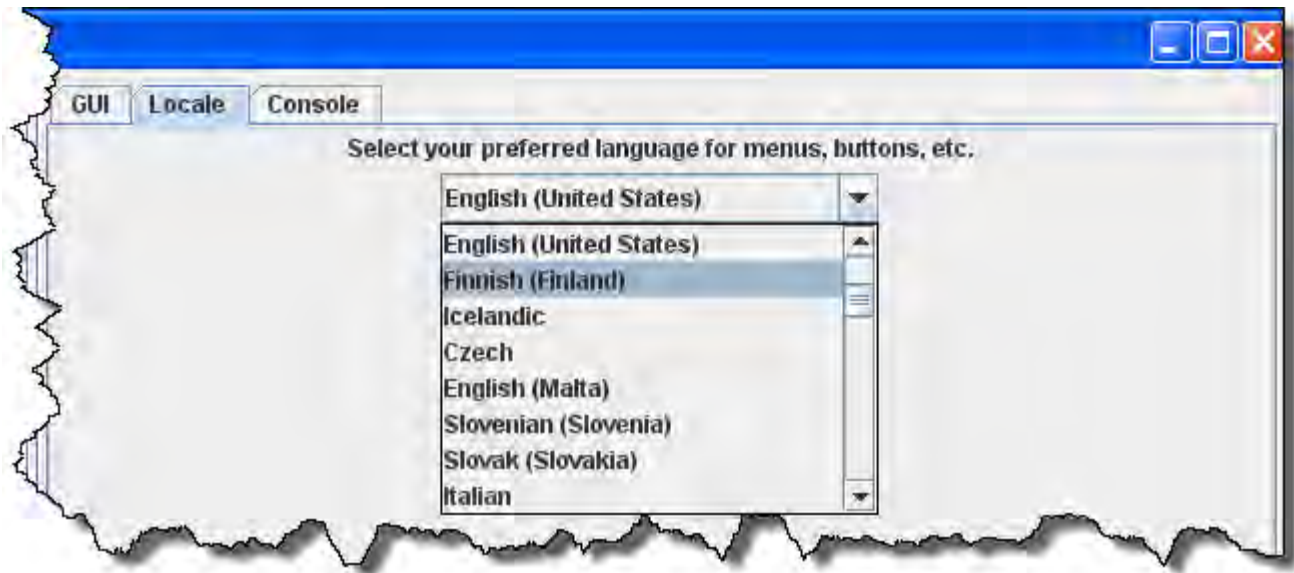 GUI Locale Console
Select your preferred language for menus, buttons, etc.
English (United States)
English (United States)
Finnish (Finland)
Icelandic
Czech
English (Malta)
Slovenian (Slovenia)
Slovak (Slovakia)
Italian